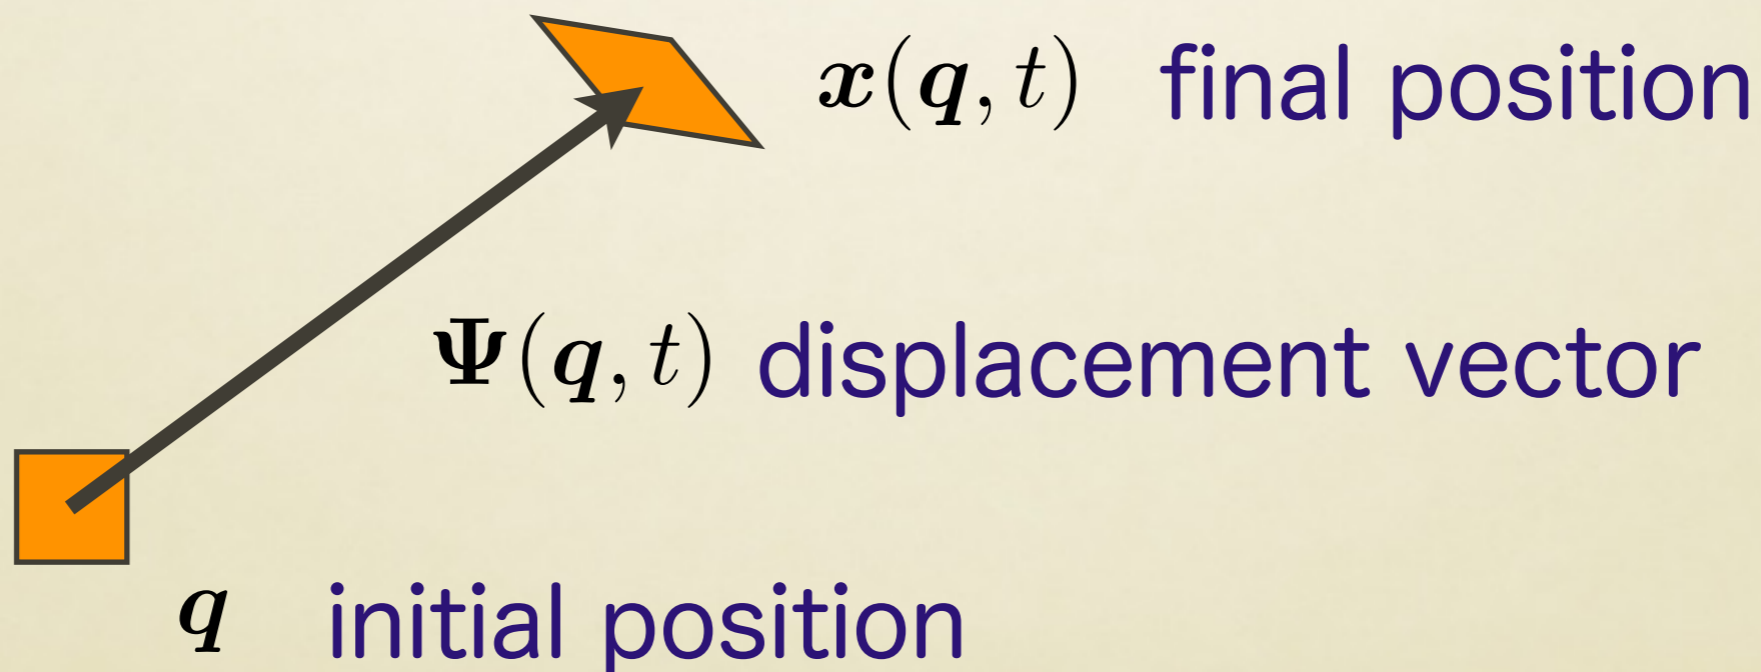 x(q, t) final position
Ψ(q, t) displacement vector
q initial position